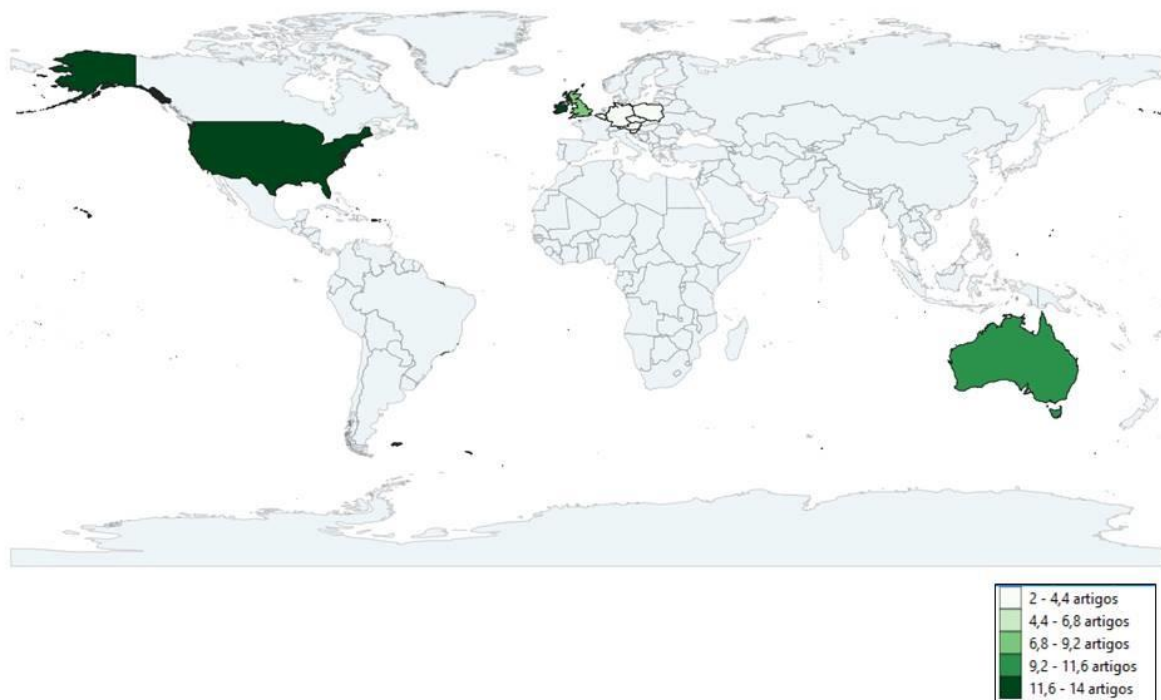 2 - 4,4 artigos
4,4 - 6,8 artigos
6,8 - 9,2 artigos
9,2 - 11,6 artigos
11,6 - 14 artigos